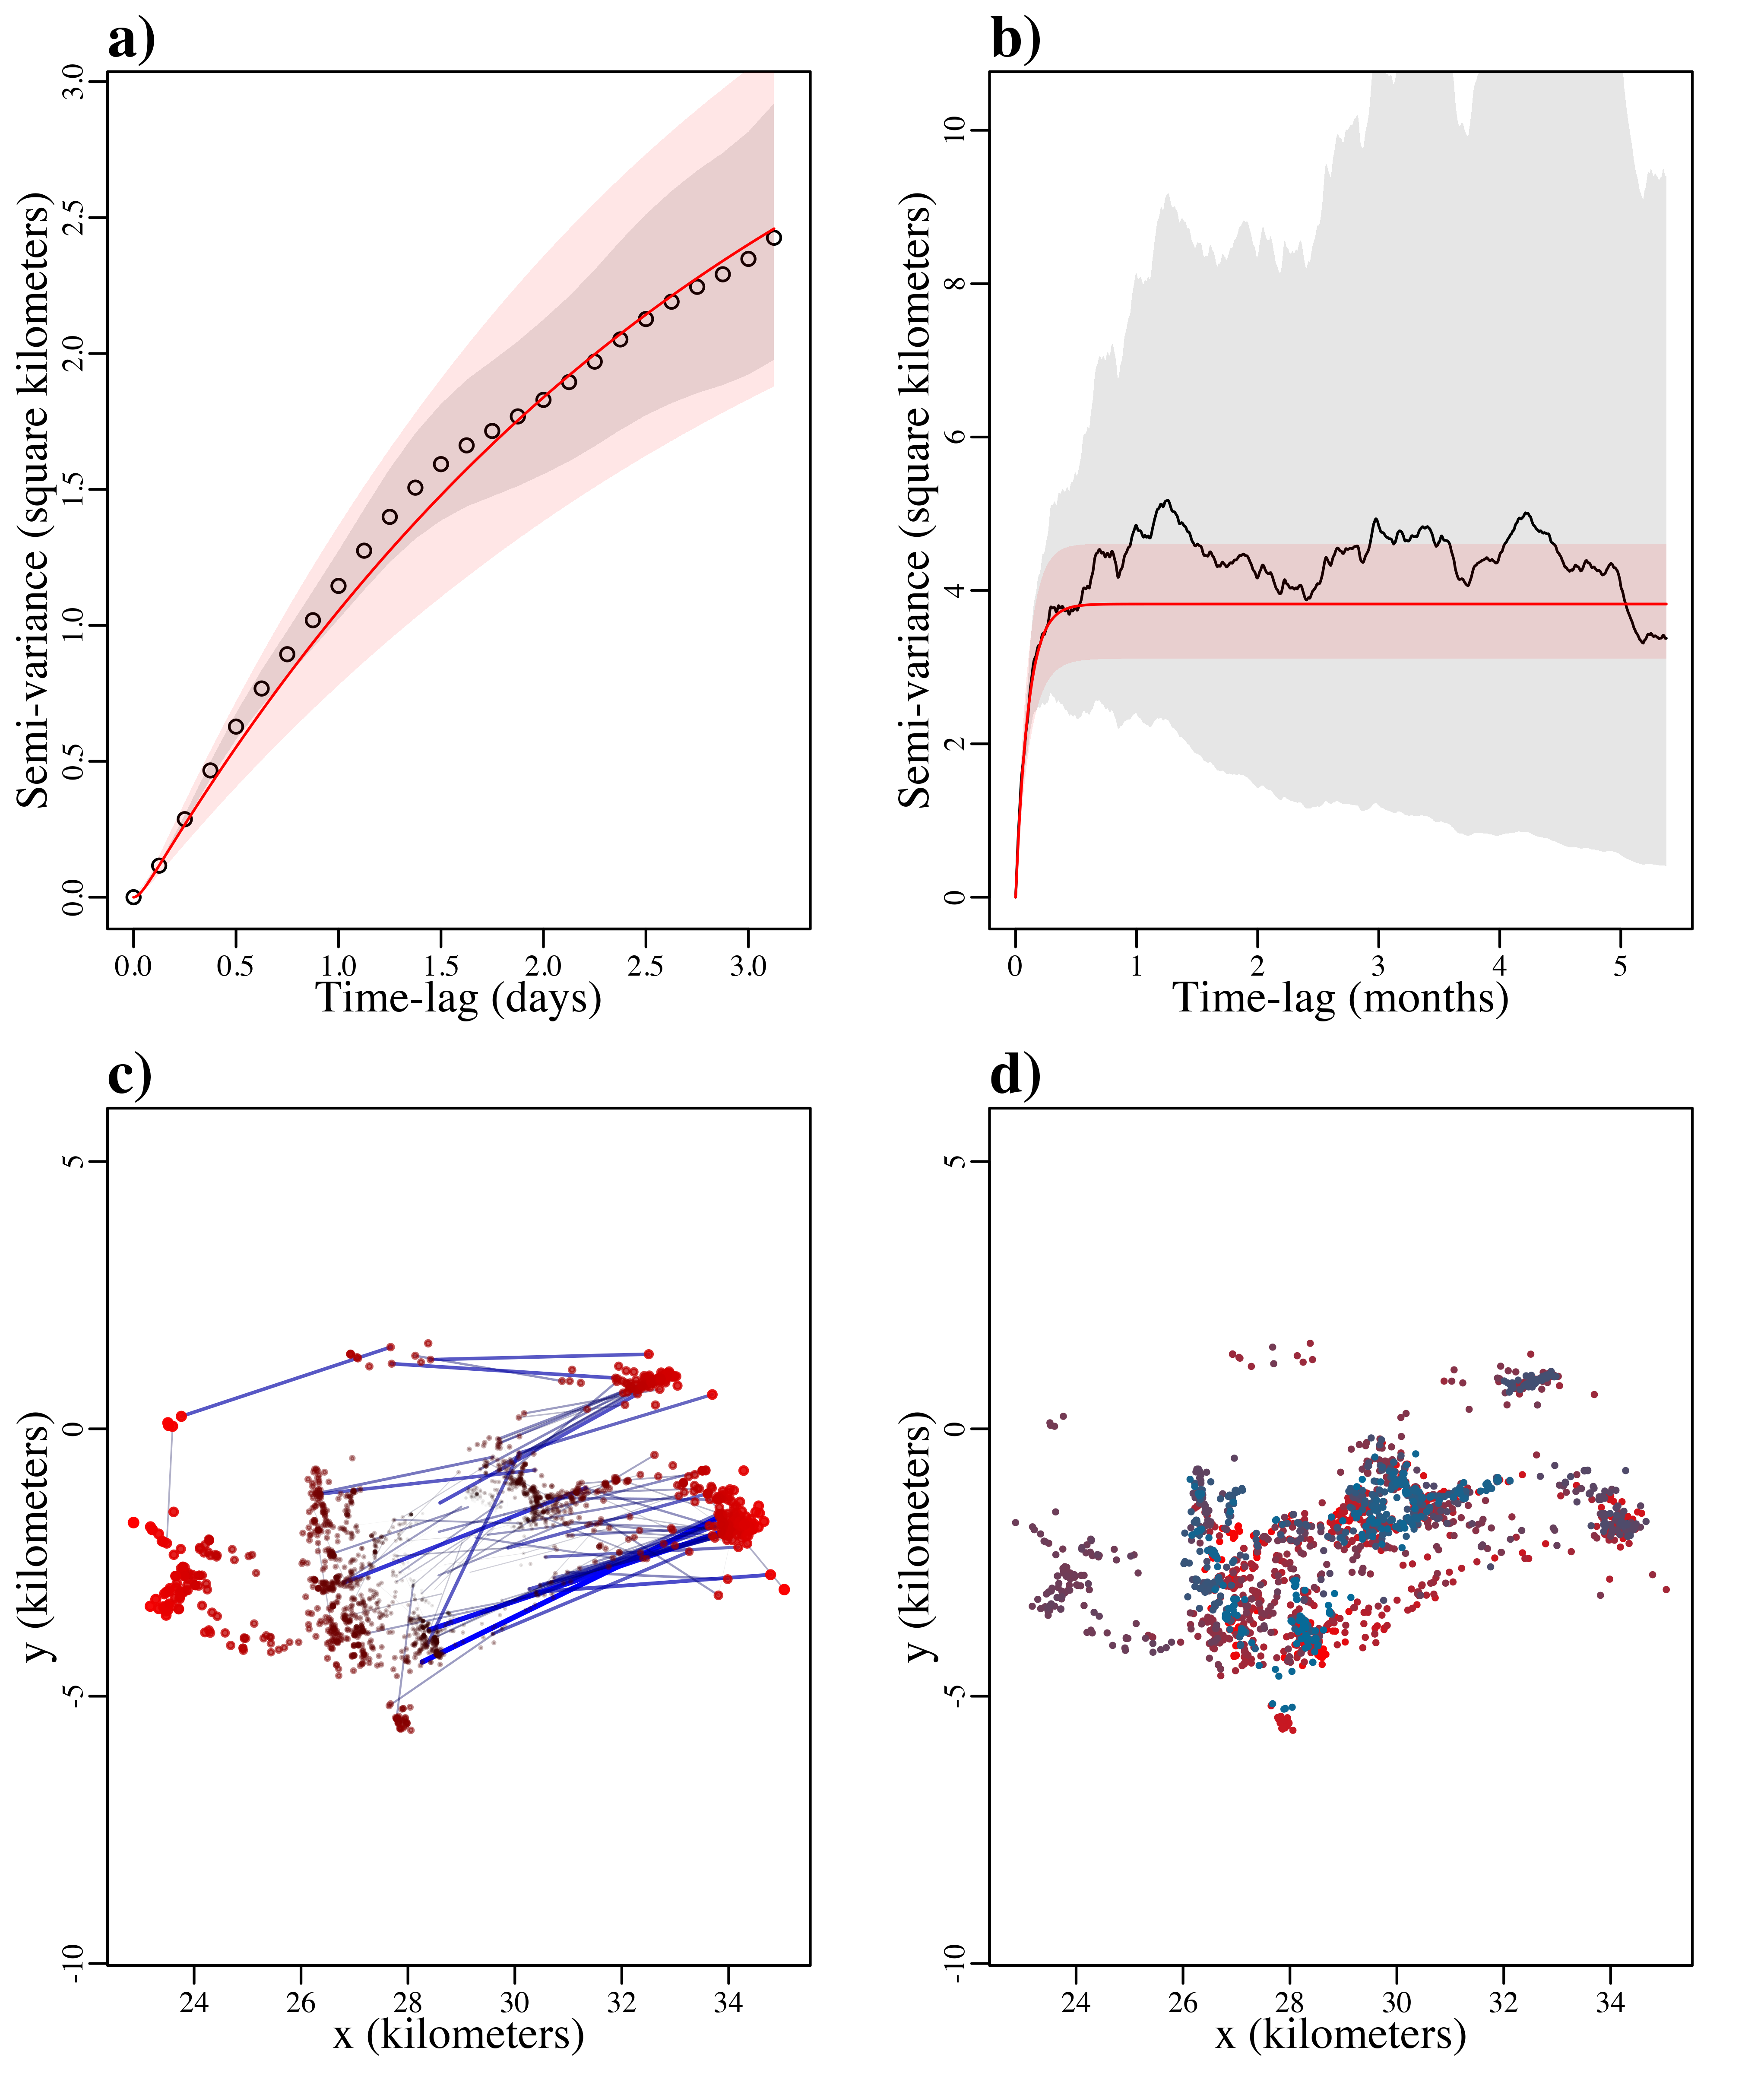 a)
Semi-variance (square kilometers)
0.0 0.5 1.0 1.5 2.0 2.5 3.0
0.0 0.5 1.0 1.5 2.0 2.5 3.0
Time-lag (days)
b)
Semi-variance (square kilometers)
0 2 4 6 8 10
0 1 2 3 4 5
Time-lag (months)
c)
y (kilometers)
-10 -5 0 5
24 26 28 30 32 34
x (kilometers)
d)
y (kilometers)
-10 -5 0 5
24 26 28 30 32 34
x (kilometers)